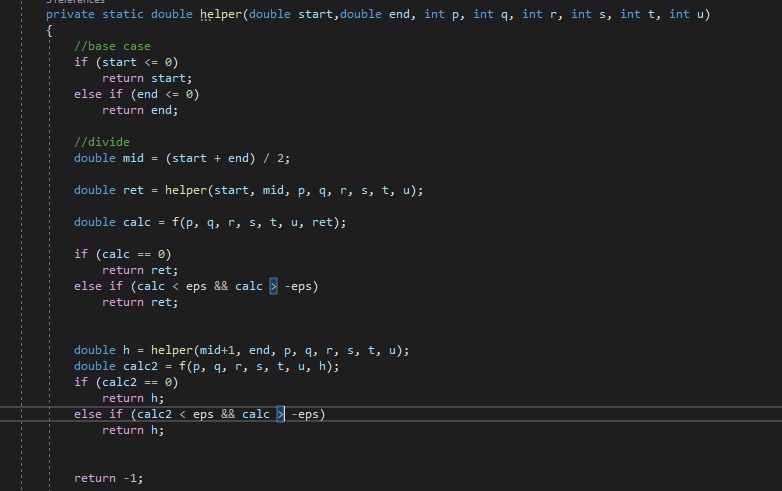 3 references
private static double helper(double start,double end, int p, int q, int r, int s, int t, int u)
{
//base case
if (start <= 0)
return start;
else if (end <= 0)
return end;
//divide
double mid = (start + end) / 2;
double ret = helper(start, mid, p, q, r, s, t, u);
double calc = f(p, q, r, s, t, u, ret);
if (calc == 0)
return ret;
else if (calc < eps && calc > -eps)
return ret;
double h = helper(mid+1, end, p, q, r, s, t, u);
double calc2 = f(p, q, r, s, t, u, h);
if (calc2 == 0)
return h;
else if (calc2 < eps && calc > -eps)
return h;
return -1;